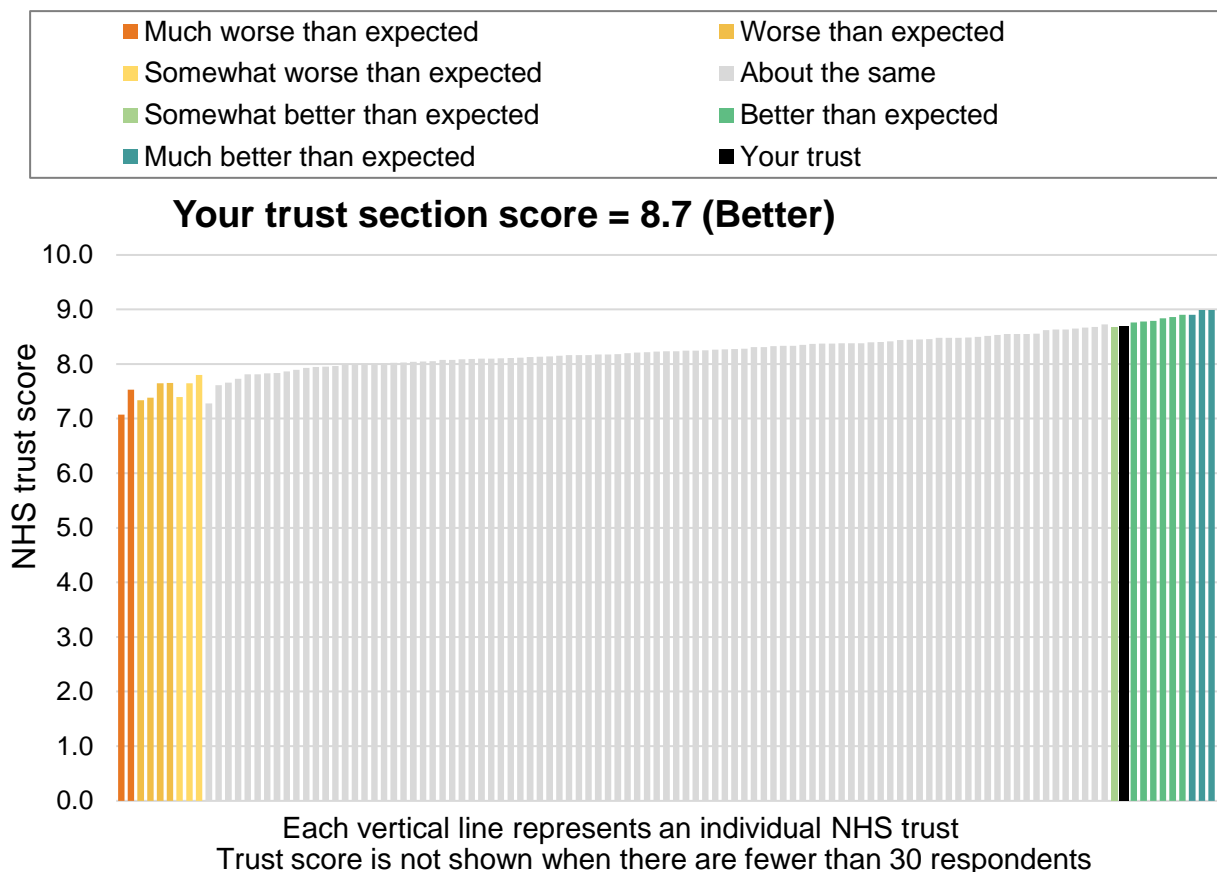 Much worse than expected
Worse than expected
Somewhat worse than expected
About the same
Somewhat better than expected
Better than expected
Much better than expected
Your trust
Your trust section score = 8.7 (Better)
10.0
9.0
8.0
7.0
6.0
5.0
4.0
3.0
2.0
1.0
0.0
NHS trust score
Each vertical line represents an individual NHS trust
Trust score is not shown when there are fewer than 30 respondents